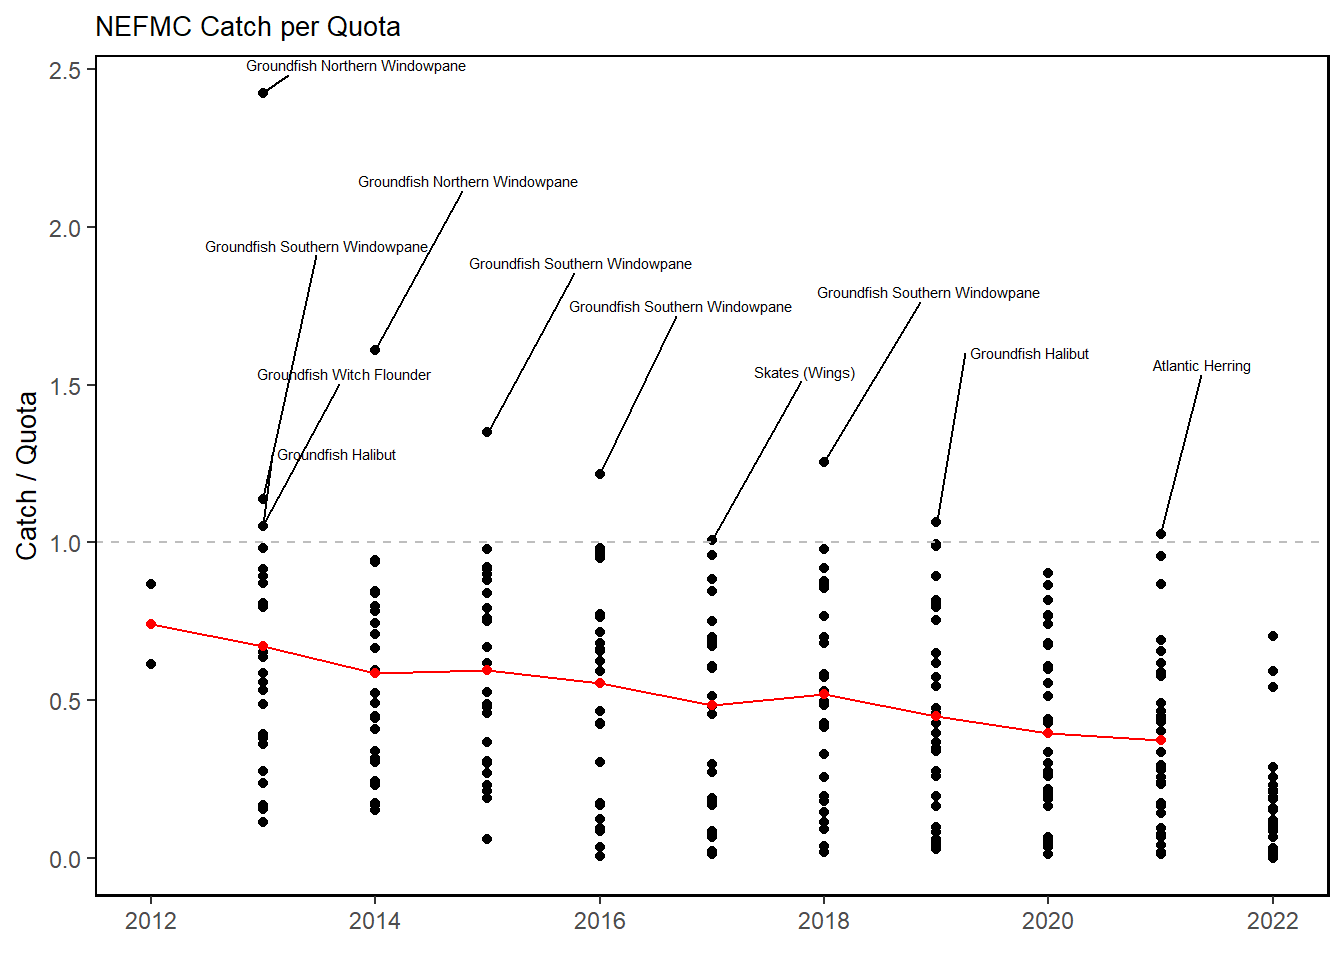 NEFMC Catch per Quota
2.5
Groundfish Northern Windowpane
Groundfish Northern Windowpane
2.0
Groundfish Southern Windowpane
Groundfish Southern Windowpane
Groundfish Southern Windowpane
Groundfish Southern Windowpane
Groundfish Halibut
Atlantic Herring
Skates (Wings)
1.5
Groundfish Witch Flounder
Groundfish Halibut
Catch / Quota
1.0
0.5
0.0
2012 2014 2016 2018 2020 2022